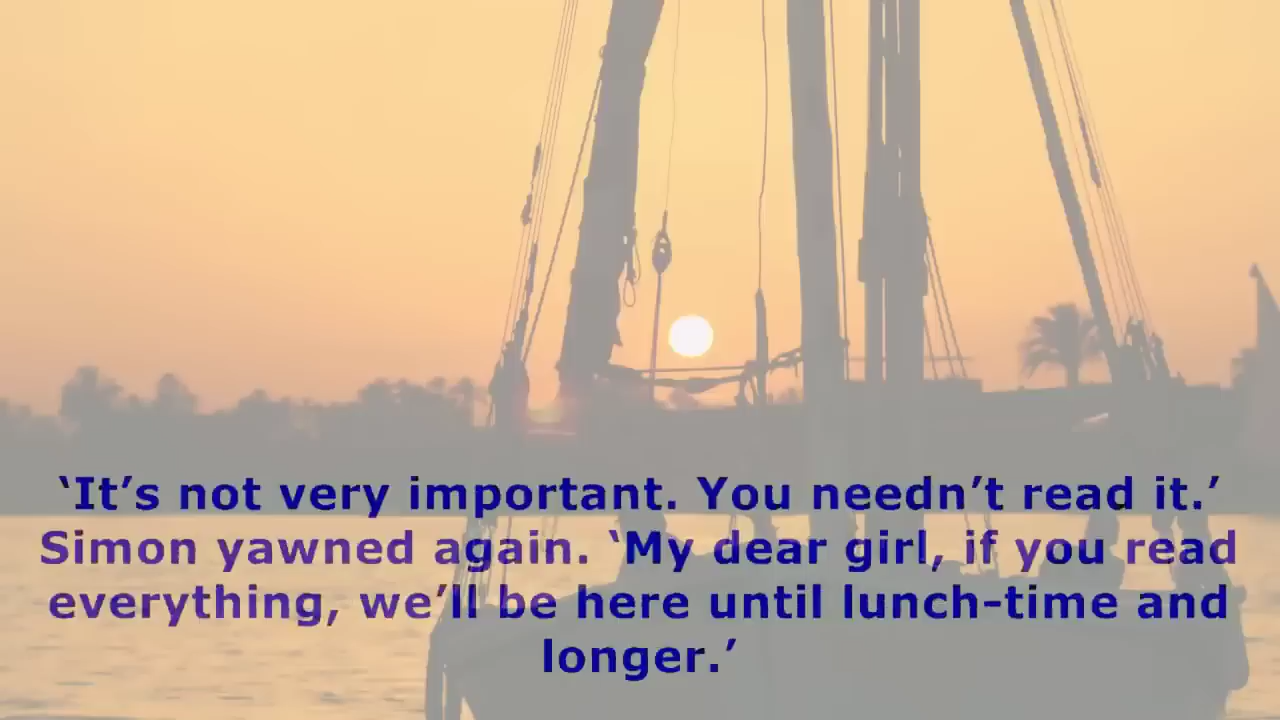 ‘It’s not very important. You needn’t read it.’
Simon yawned again. ‘My dear girl, if you read
everything, we’ll be here until lunch-time and
longer.’